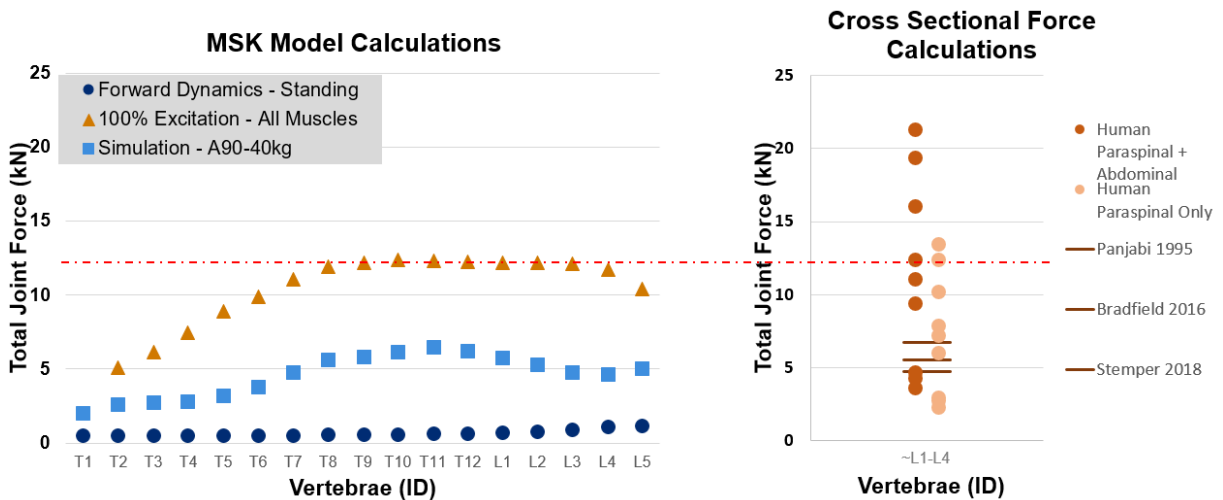 MSK Model Calculations
25
20
15
10
5
0
Total Joint Force (kN)
Forward Dynamics - Standing
100% Excitation - All Muscles
Simulation - A90-40kg
T1 T2 T3 T4 T5 T6 T7 T8 T9 T10 T11 T12 L1 L2 L3 L4 L5
Vertebrae (ID)
Cross Sectional Force
Calculations
25
20
15
10
5
0
Total Joint Force (kN)
~L1-L4
Vertebrae (ID)
Human
Paraspinal +
Abdominal
Human
Paraspinal Only
Panjabi 1995
Bradfield 2016
Stemper 2018